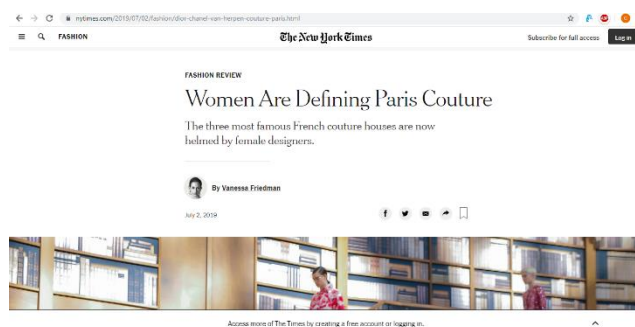 nytimes.com/2019/07/02/fashion/dior-chanel-van-herpen-couture-paris.html
FASHION
The New York Times
Subscribe for full access
Log in
FASHION REVIEW
Women Are Defining Paris Couture
The three most famous French couture houses are now
helmed by female designers.
By Vanessa Friedman
July 2, 2019
Access more of The Times by creating a free account or logging in.